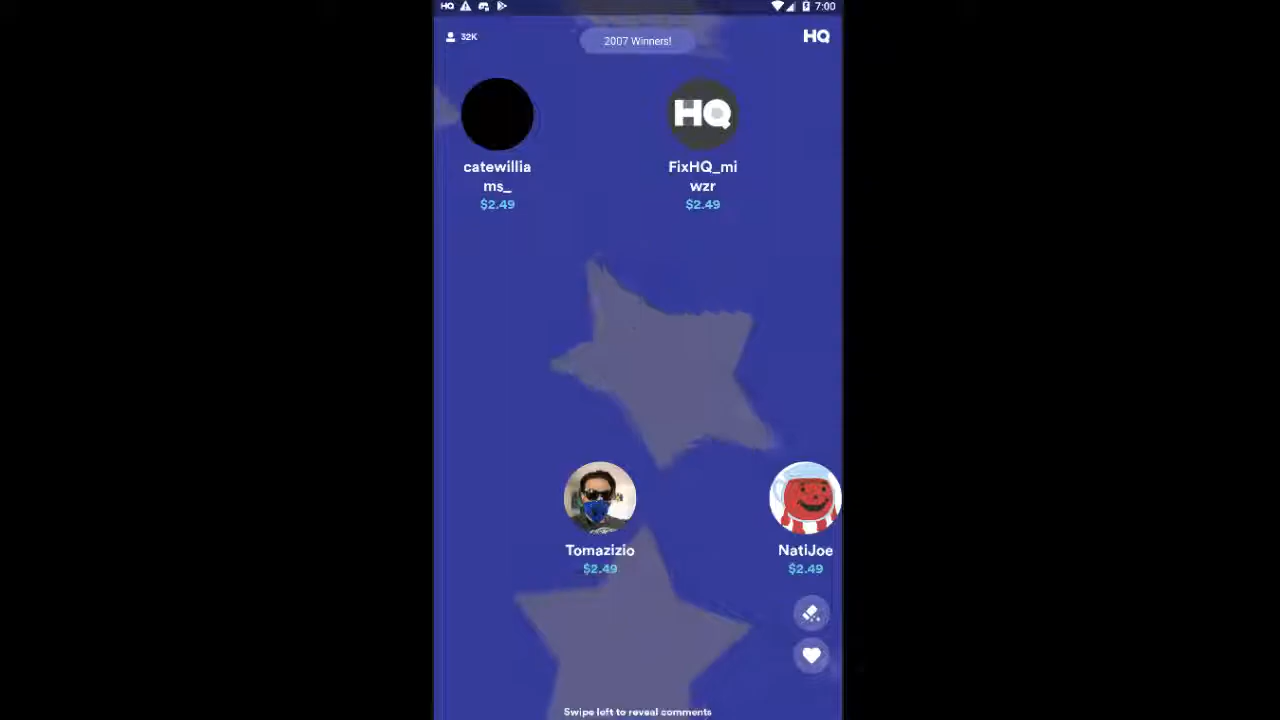 HQ
7:00
32K
2007 Winners!
HQ
HQ
catewillia
ms_
$2.49
FixHQ_mi
wzr
$2.49
Tomazizio
$2.49
NatiJoe
$2.49
Swipe left to reveal comments